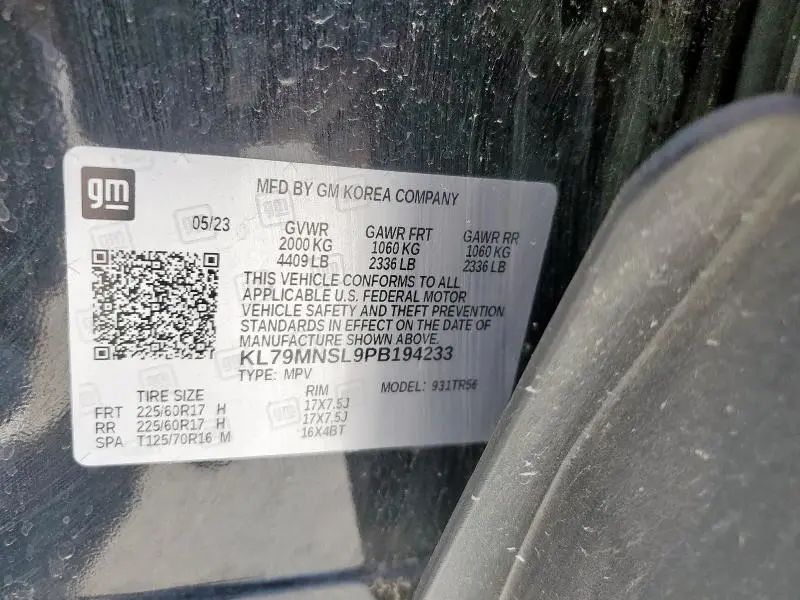 gm
MFD BY GM KOREA COMPANY
05/23
GVWR GAWR FRT GAWR RR
2000 KG 1060 KG 1060 KG
4409 LB 2336 LB 2336 LB
THIS VEHICLE CONFORMS TO ALL
APPLICABLE U.S. FEDERAL MOTOR
VEHICLE SAFETY AND THEFT PREVENTION
STANDARDS IN EFFECT ON THE DATE OF
MANUFACTURE SHOWN ABOVE.
KL79MNSL9PB194233
TYPE: MPV MODEL: 931TR56
TIRE SIZE RIM
FRT 225/60R17 H 17X7.5J
RR 225/60R17 H 17X7.5J
SPA T125/70R16 M 16X4BT